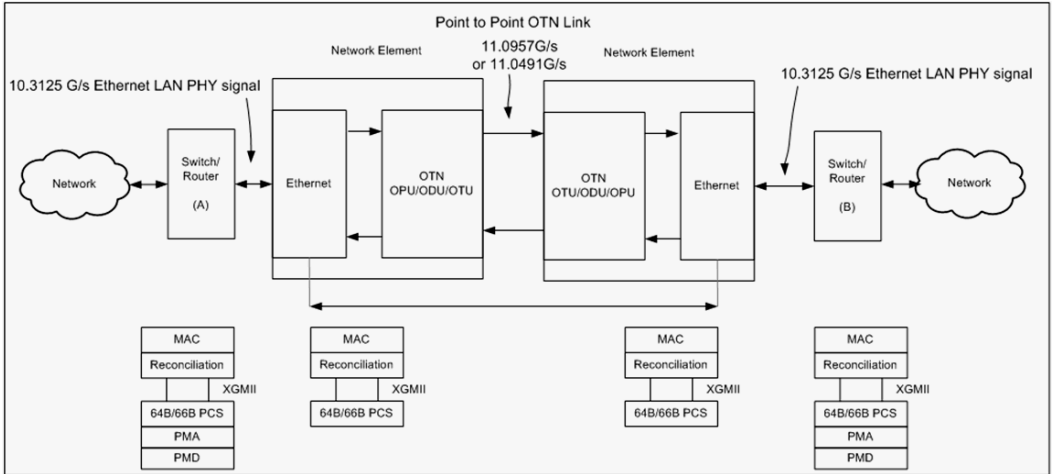 Point to Point OTN Link
Network Element
11.0957G/s
or 11.0491G/s
Network Element
10.3125 G/s Ethernet LAN PHY signal
10.3125 G/s Ethernet LAN PHY signal
Network
Switch/
Router
(A)
Ethernet
OTN
OPU/ODU/OTU
OTN
OTU/ODU/OPU
Ethernet
Switch/
Router
(B)
Network
MAC
Reconciliation
XGMII
64B/66B PCS
PMA
PMD
MAC
Reconciliation
XGMII
64B/66B PCS
MAC
Reconciliation
XGMII
64B/66B PCS
MAC
Reconciliation
XGMII
64B/66B PCS
PMA
PMD